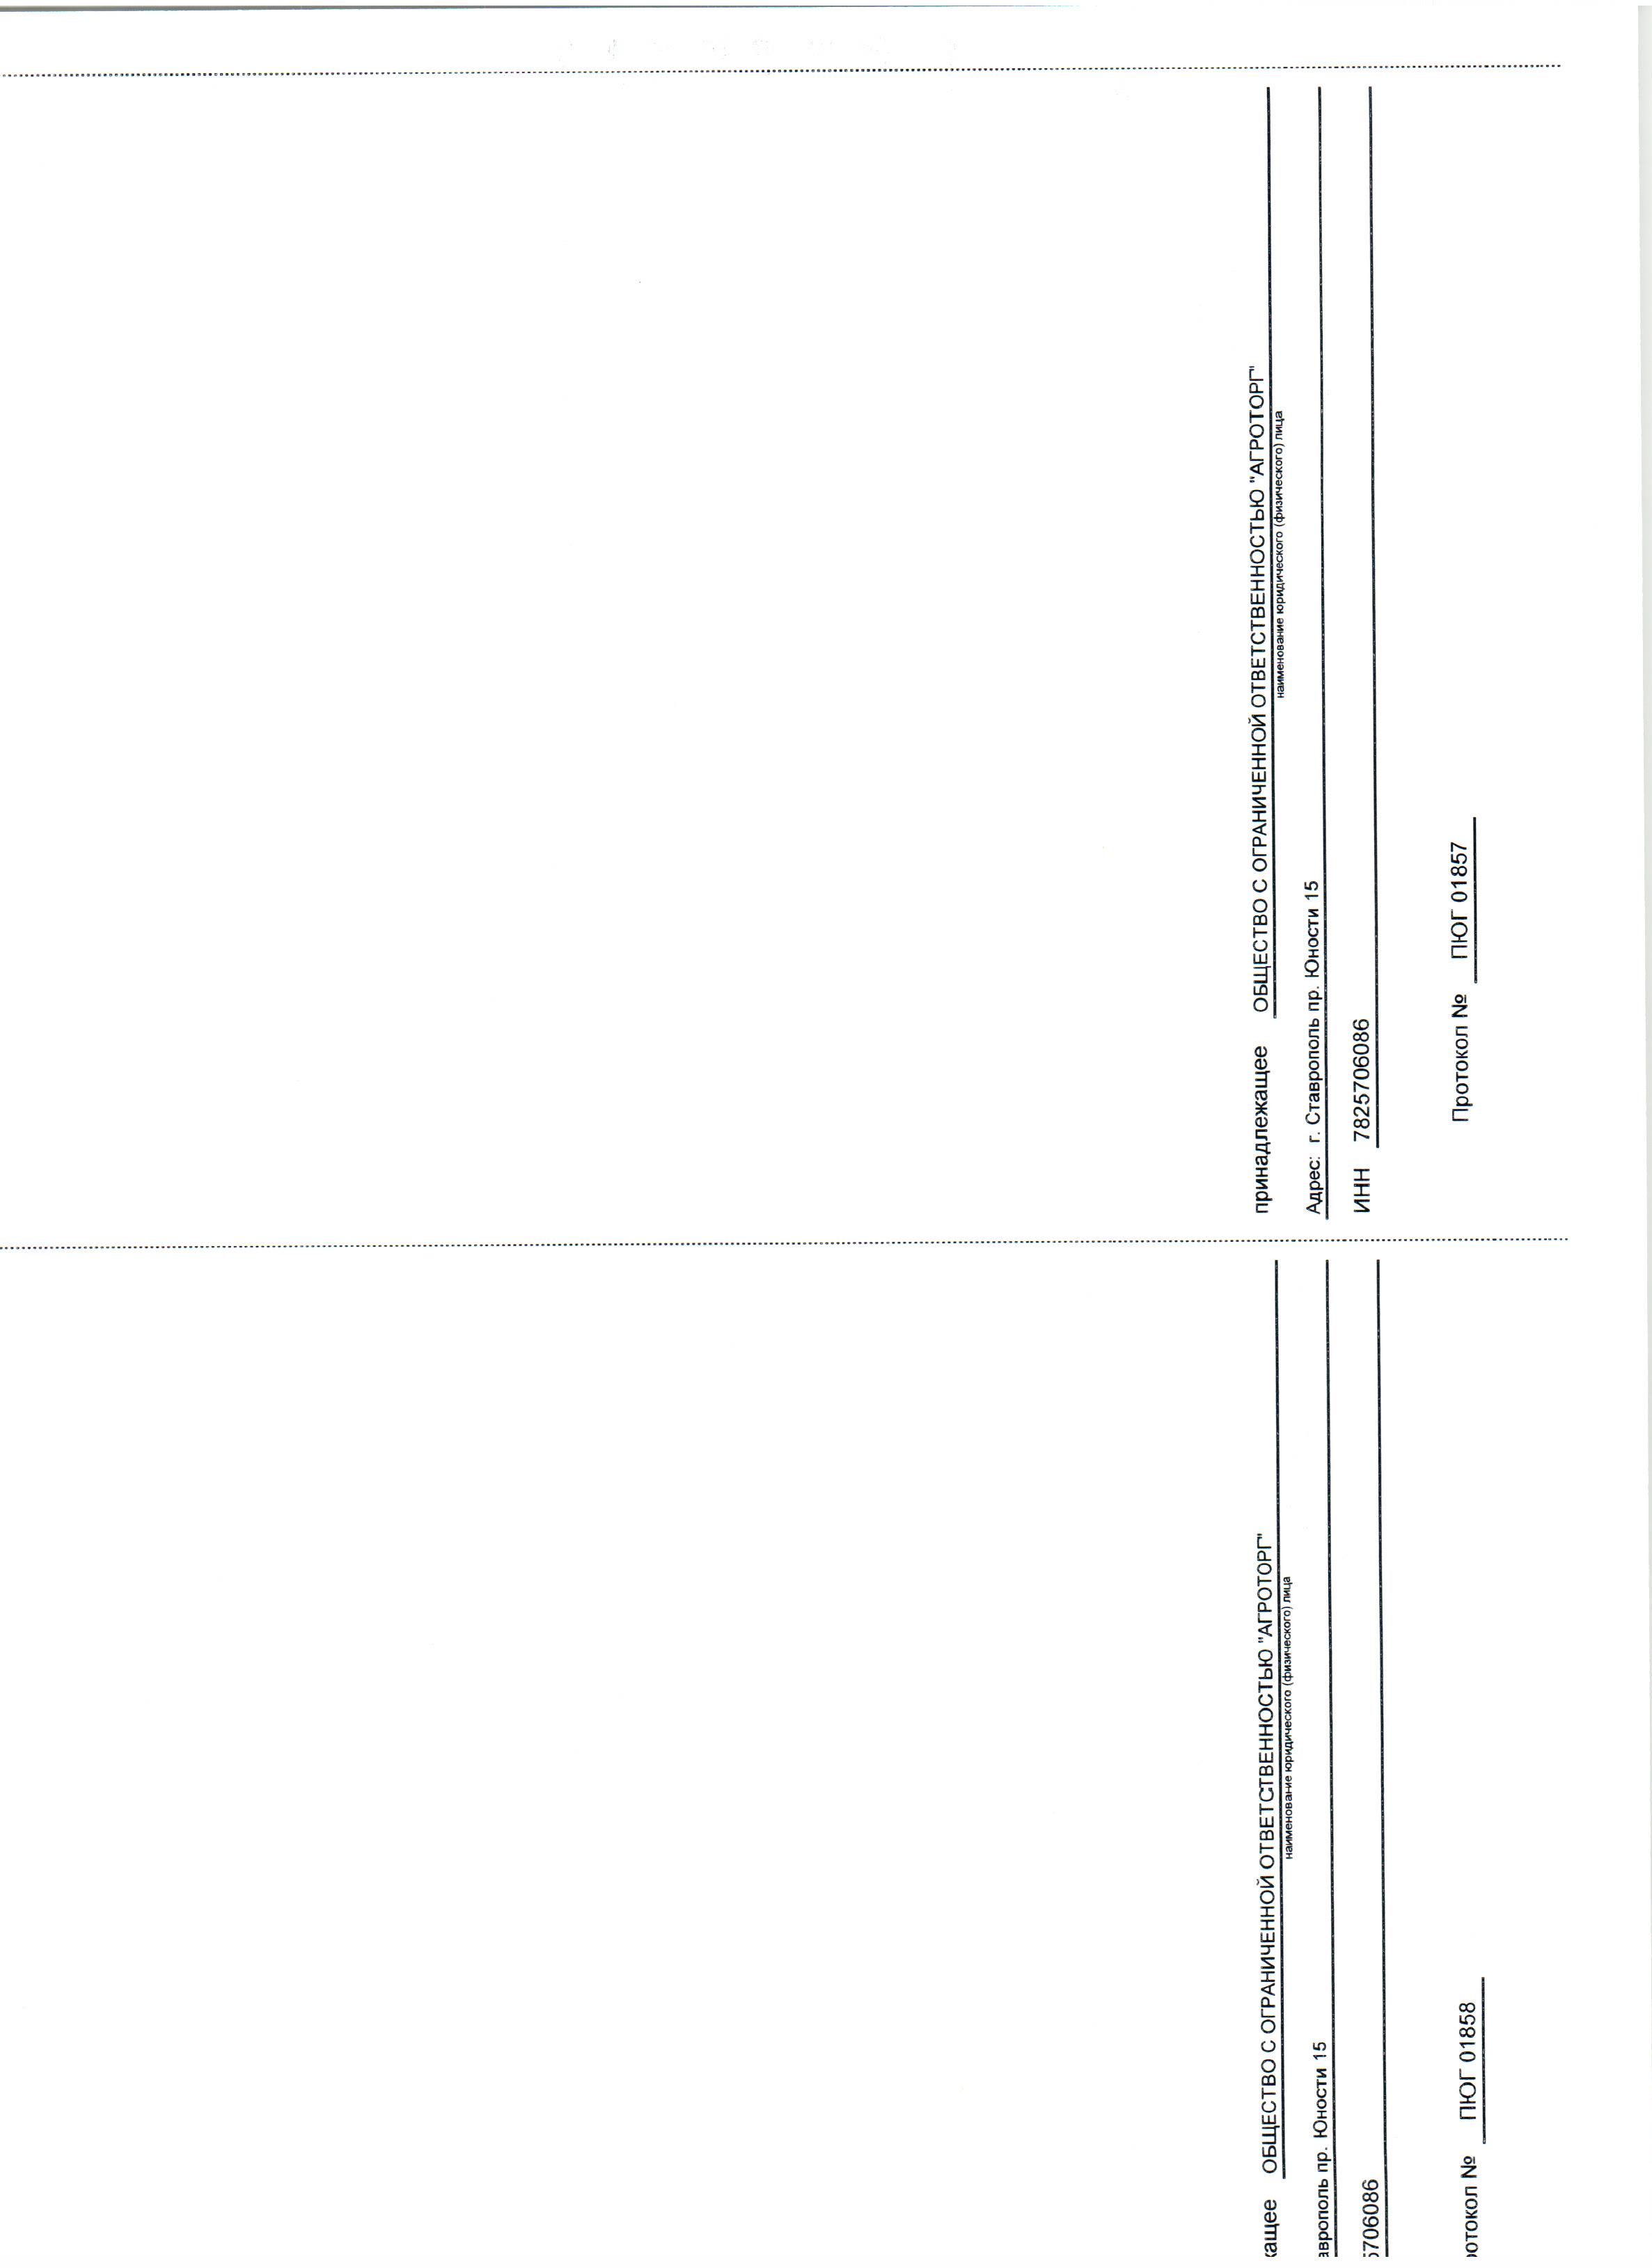 принадлежащее ОБЩЕСТВО С ОГРАНИЧЕННОЙ ОТВЕТСТВЕННОСТЬЮ "АГРОТОРГ"
наименование юридического (физического) лица
Адрес: г. Ставрополь пр. Юности 15
ИНН 7825706086
Протокол № ПЮГ 01857
кащее ОБЩЕСТВО С ОГРАНИЧЕННОЙ ОТВЕТСТВЕННОСТЬЮ "АГРОТОРГ"
наименование юридического (физического) лица
аврополь пр. Юности 15
5706086
ротокол № ПЮГ 01858